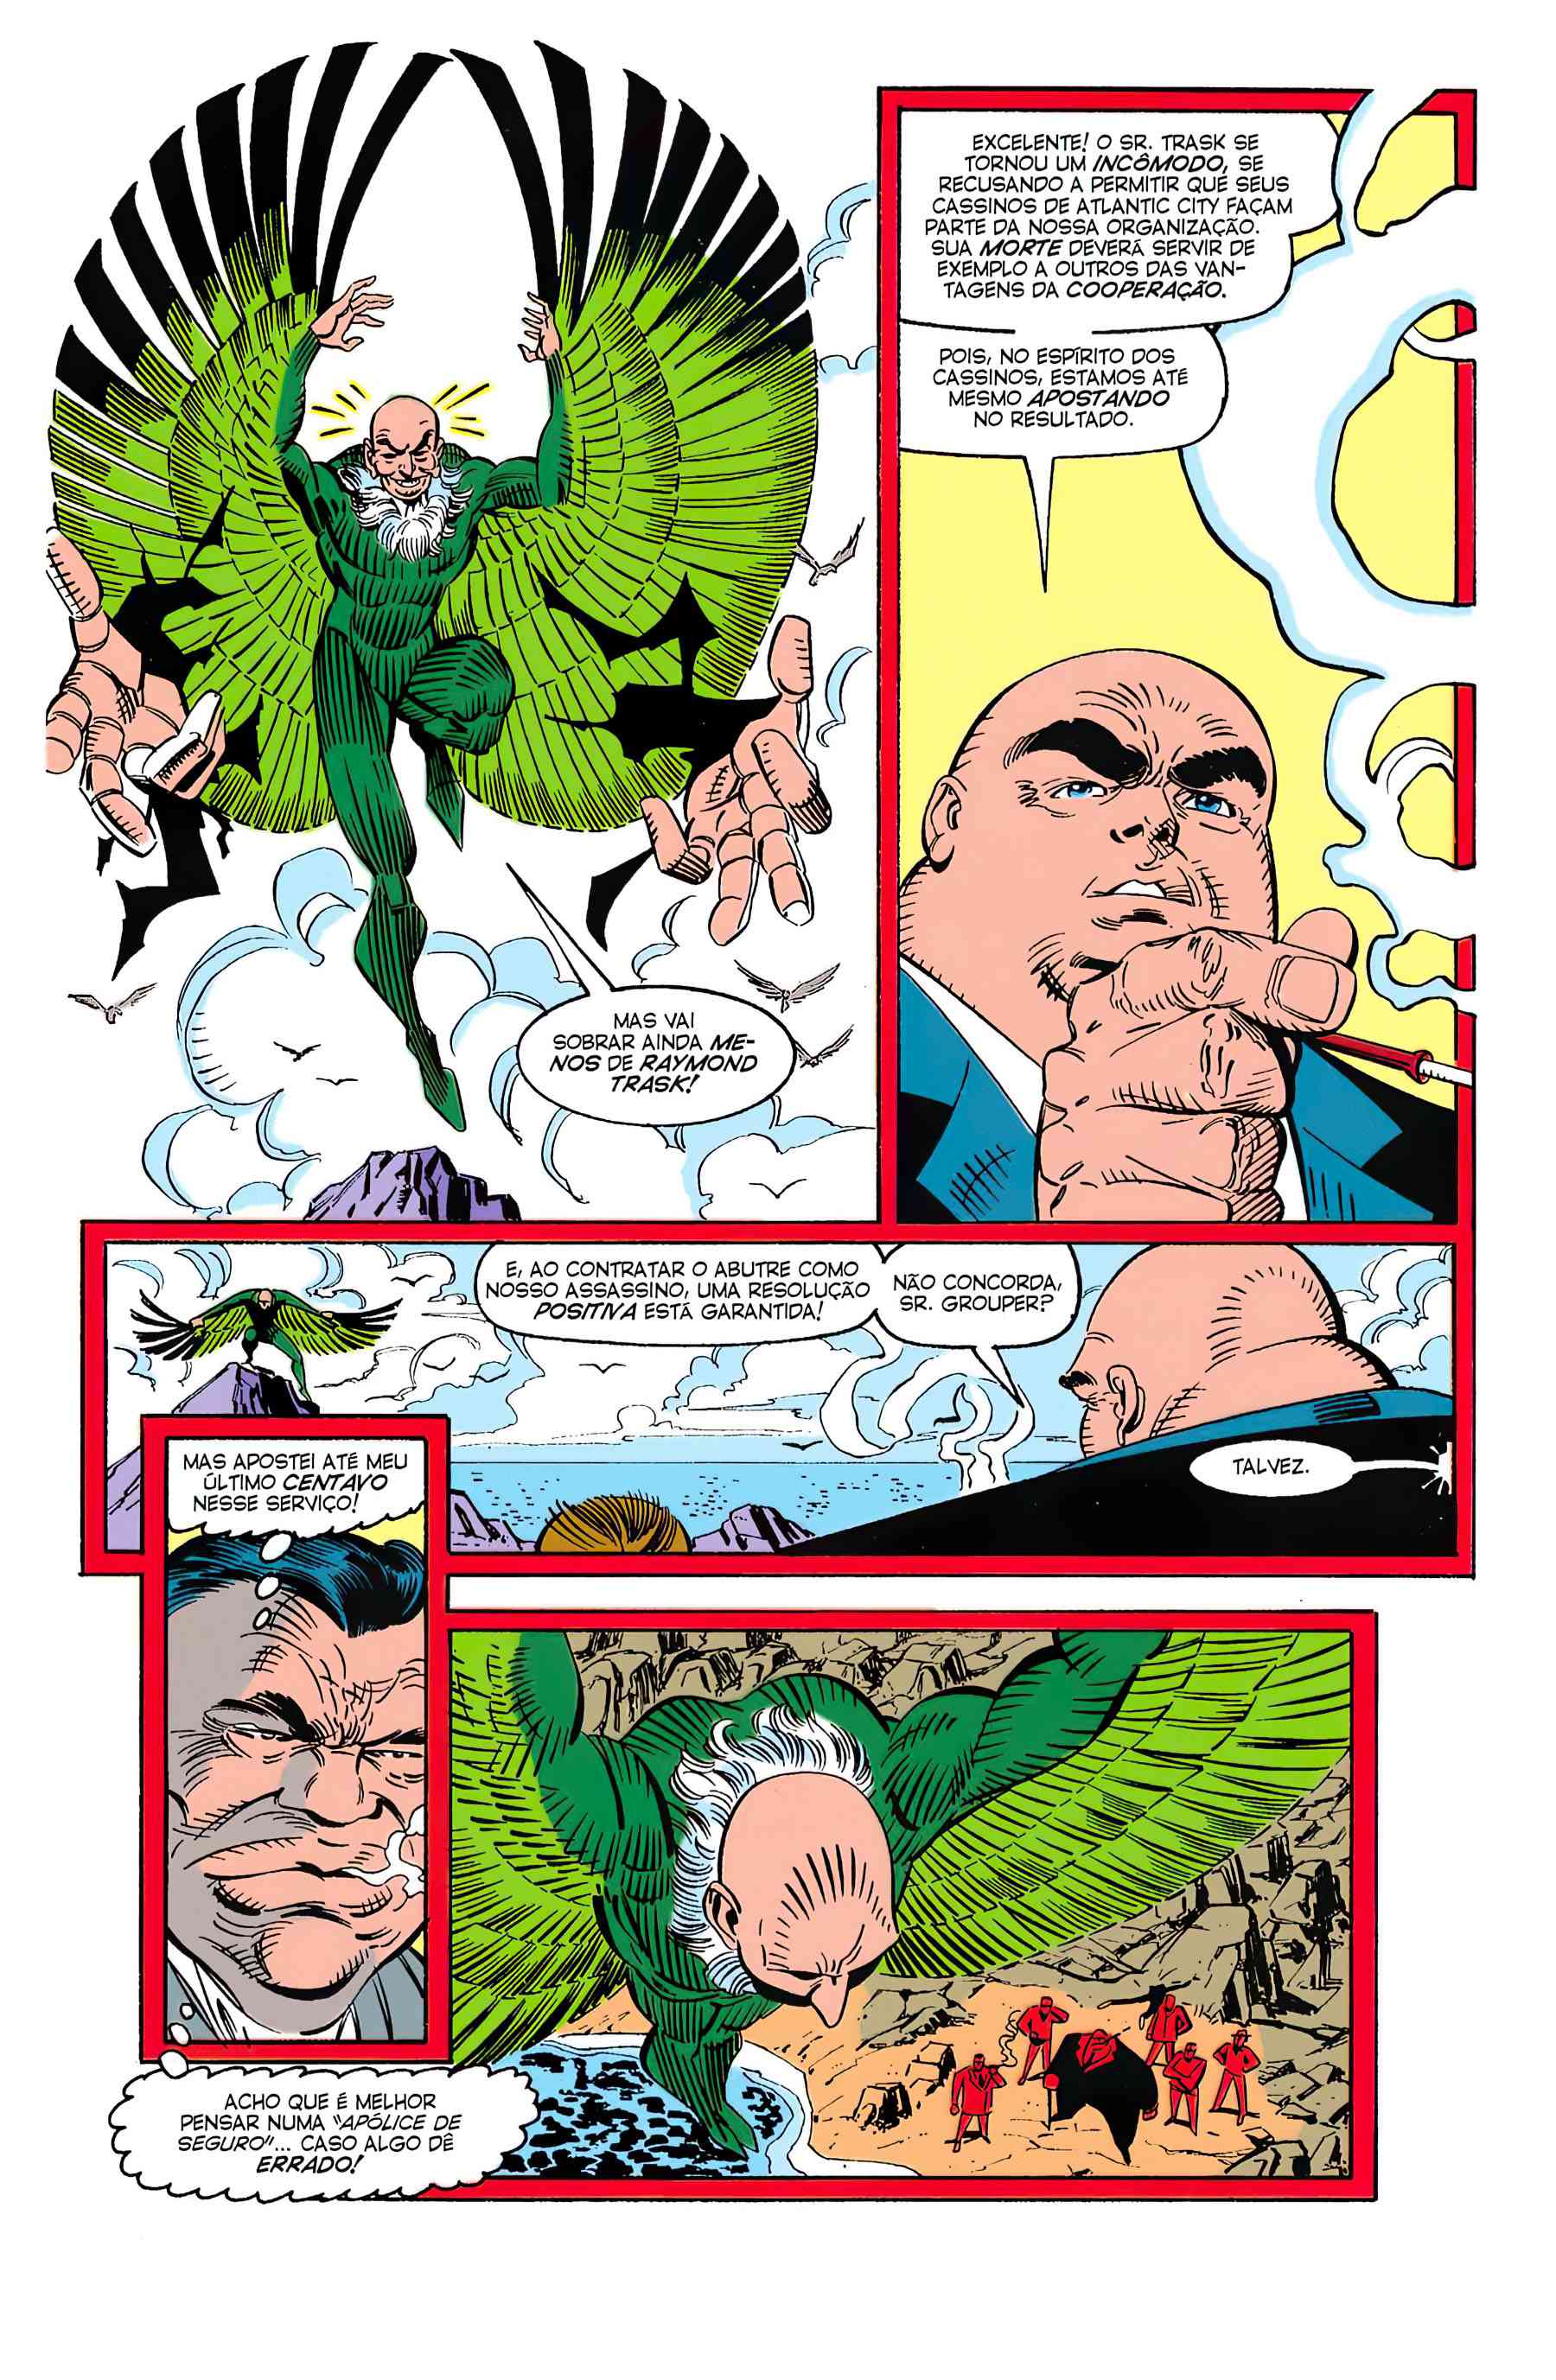 MAS VAI
SOBRAR AINDA ME-
NOS DE RAYMOND
TRASK!
EXCELENTE! O SR. TRASK SE
TORNOU UM INCÔMODO, SE
RECUSANDO A PERMITIR QUE SEUS
CASSINOS DE ATLANTIC CITY FAÇAM
PARTE DA NOSSA ORGANIZAÇÃO.
SUA MORTE DEVERÁ SERVIR DE
EXEMPLO A OUTROS DAS VAN-
TAGENS DA COOPERAÇÃO.
POIS, NO ESPÍRITO DOS
CASSINOS, ESTAMOS ATÉ
MESMO APOSTANDO
NO RESULTADO.
E, AO CONTRATAR O ABUTRE COMO
NOSSO ASSASSINO, UMA RESOLUÇÃO
POSITIVA ESTÁ GARANTIDA!
NÃO CONCORDA,
SR. GROUPER?
TALVEZ.
MAS APOSTEI ATÉ MEU
ÚLTIMO CENTAVO
NESSE SERVIÇO!
ACHO QUE É MELHOR
PENSAR NUMA "APÓLICE DE
SEGURO"... CASO ALGO DÊ
ERRADO!